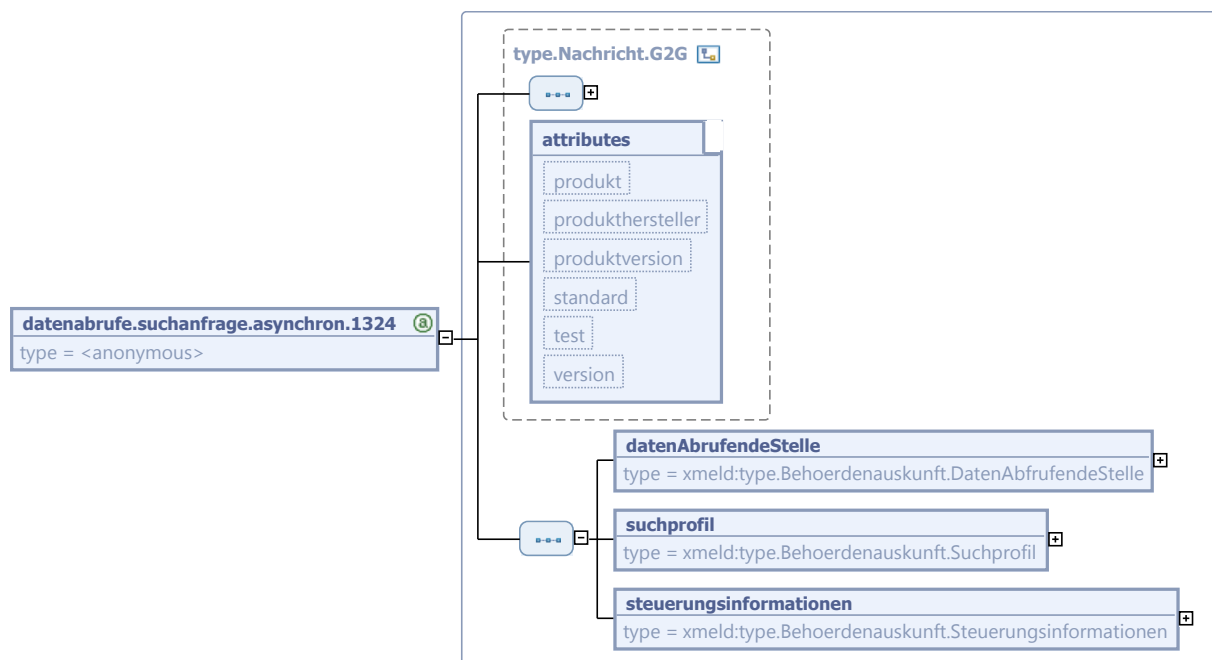 type.Nachricht.G2G
attributes
produkt
produkthersteller
produktversion
standard
test
version
datenabrufe.suchanfrage.asynchron.1324 a
type = <anonymous>
datenAbrufendeStelle
type = xmeld:type.Behoerdenauskunft.DatenAbfrufendeStelle
suchprofil
type = xmeld:type.Behoerdenauskunft.Suchprofil
steuerungsinformationen
type = xmeld:type.Behoerdenauskunft.Steuerungsinformationen